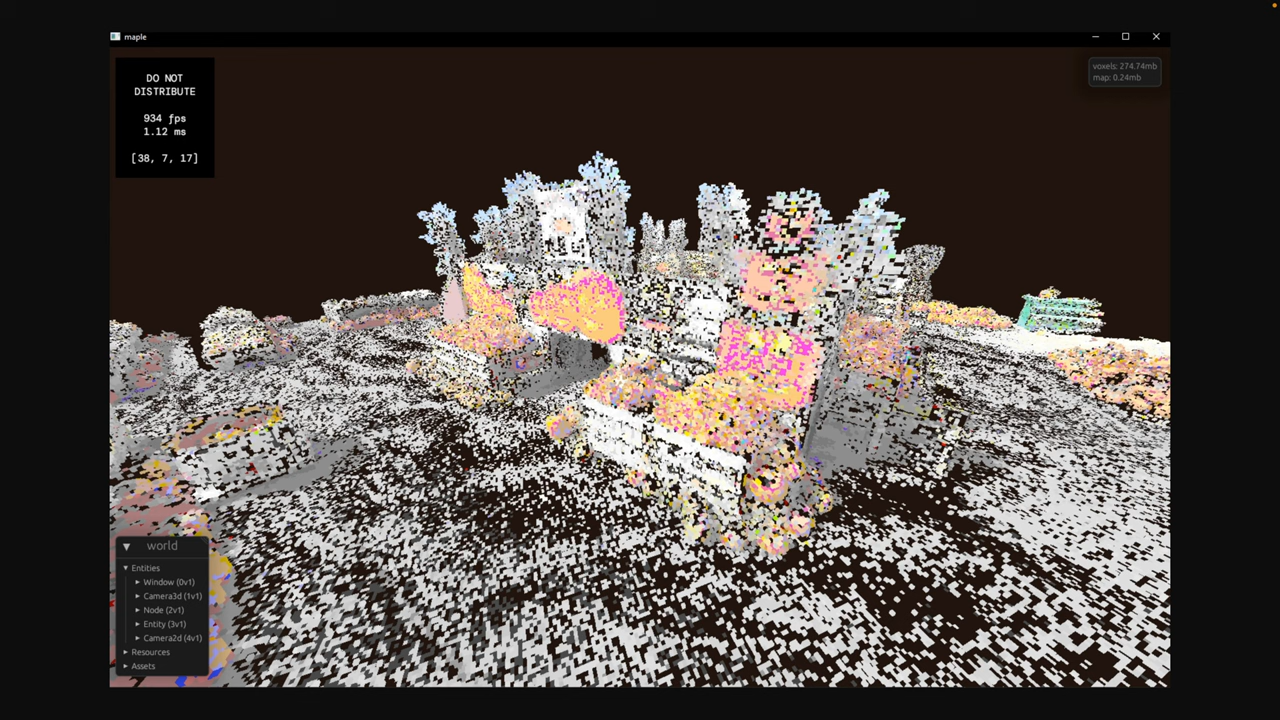 maple
DO NOT
DISTRIBUTE
934 fps
1.12 ms
[38, 7, 17]
voxels: 274.74mb
map: 0.24mb
world
Entities
Window (0v1)
Camera3d (1v1)
Node (2v1)
Entity (3v1)
Camera2d (4v1)
Resources
Assets